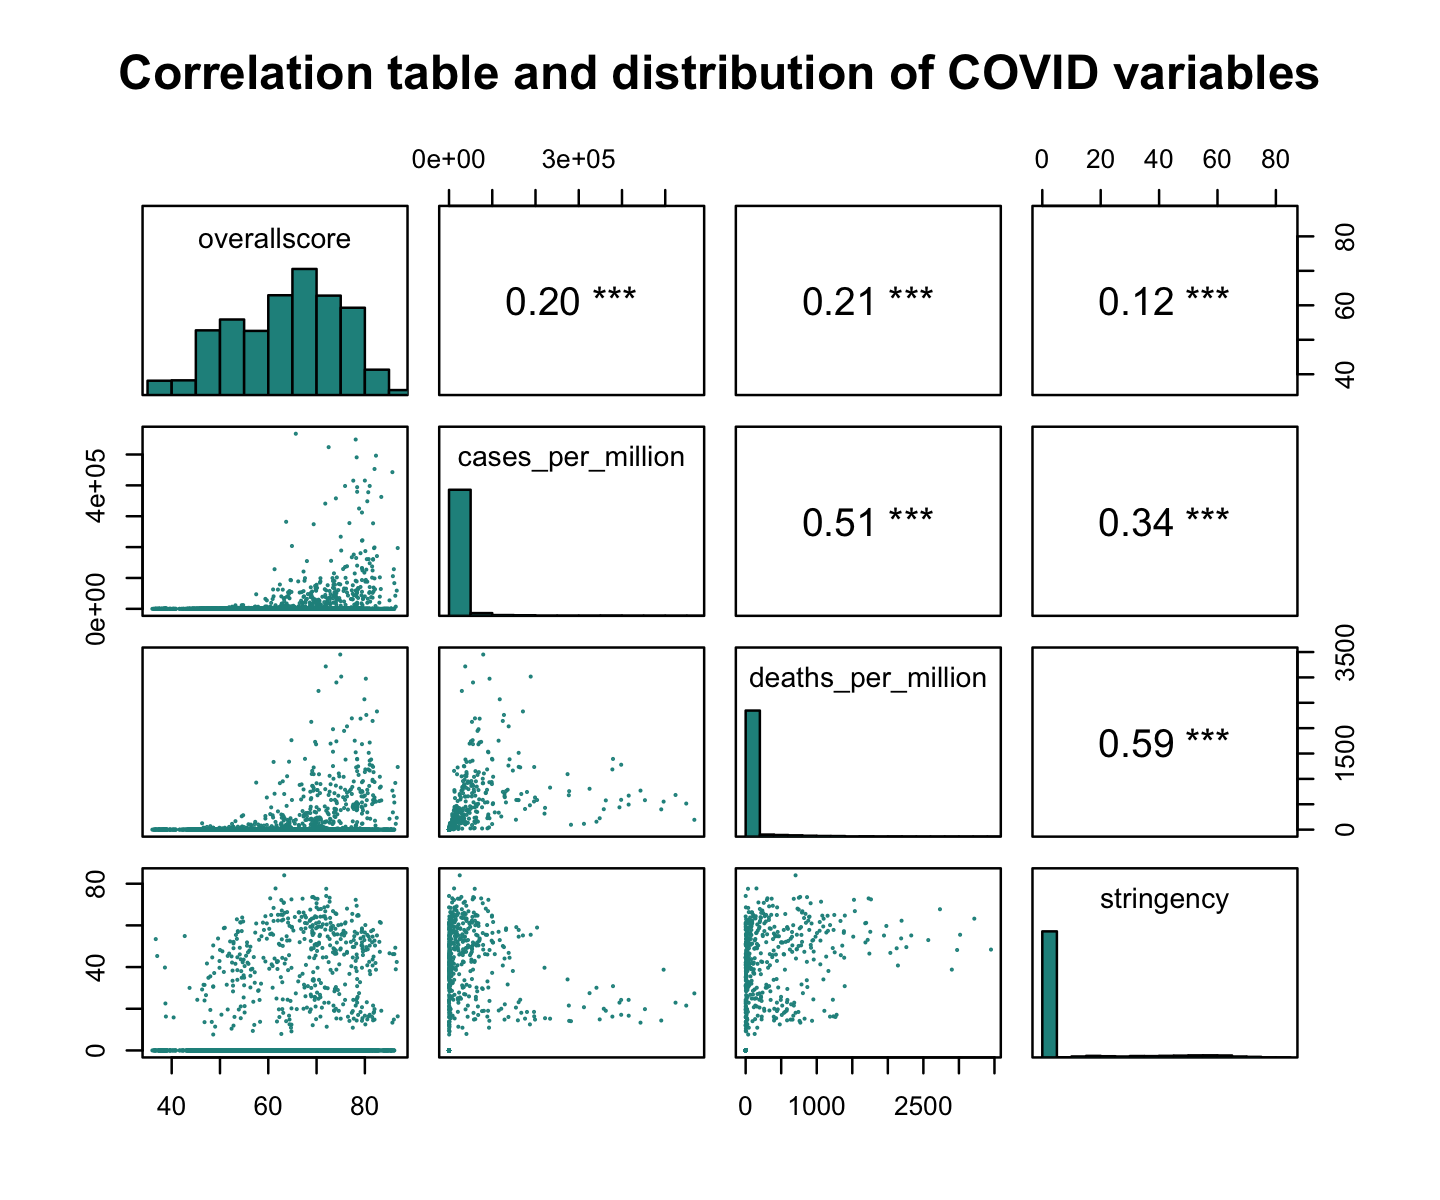 Correlation table and distribution of COVID variables
0e+00 3e+05
0 20 40 60 80
overallscore
0.20 ***
0.21 ***
0.12 ***
40 60 80
cases_per_million
0.51 ***
0.34 ***
0e+00 4e+05
deaths_per_million
0.59 ***
0 1500 3500
stringency
0 40 80
40 60 80
0 1000 2500